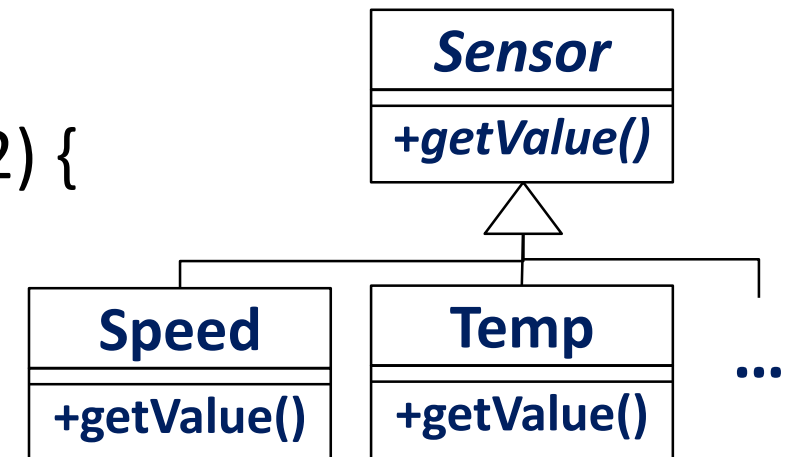 Sensor
2) {
+getValue()
Speed
Temp
...
+getValue()
+getValue()